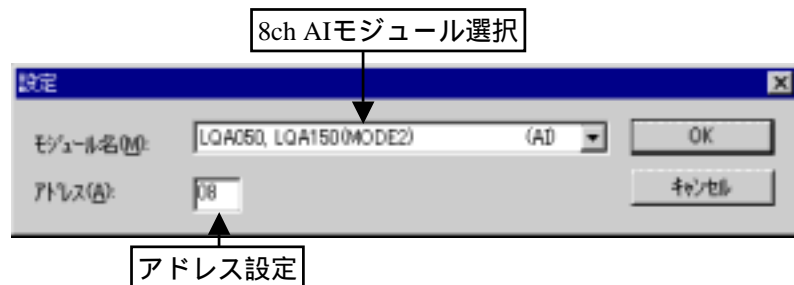 8ch AIモジュール選択
設定
ﾓｼﾞｭｰﾙ名(M):
LQA050, LQA150(MODE2) (AI)
OK
ｱﾄﾞﾚｽ(A):
08
ｷｬﾝｾﾙ
アドレス設定